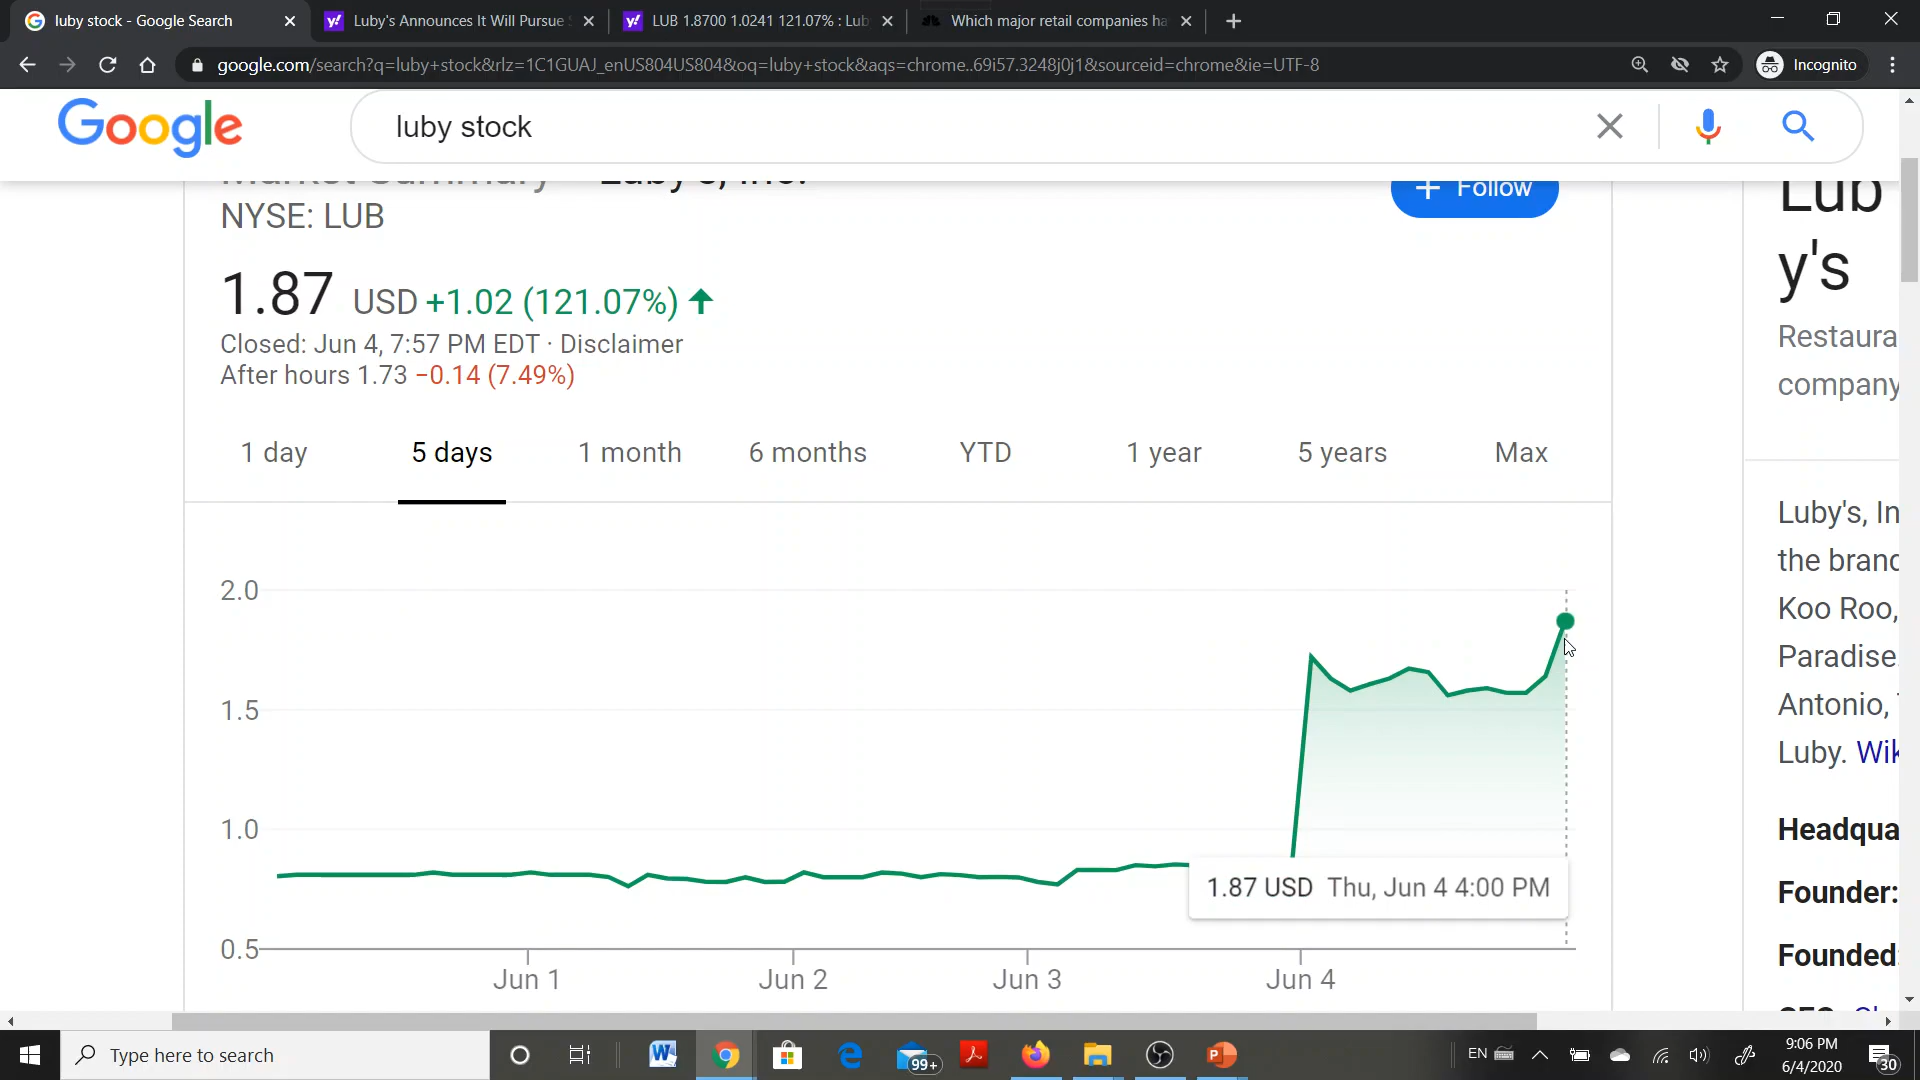 luby stock - Google Search
Luby's Announces It Will Pursue
LUB 1.8700 1.0241 121.07% : Lub
Which major retail companies ha
google.com/search?q=luby+stock&rlz=1C1GUAJ_enUS804US804&oq=luby+stock&aqs=chrome..69i57.3248j0j1&sourceid=chrome&ie=UTF-8
Incognito
Google
luby stock
Market Summary Luby's, Inc.
+ Follow
NYSE: LUB
1.87 USD +1.02 (121.07%)
Closed: Jun 4, 7:57 PM EDT · Disclaimer
After hours 1.73 −0.14 (7.49%)
1 day 5 days 1 month 6 months YTD 1 year 5 years Max
2.0
1.5
1.0
0.5
1.87 USD Thu, Jun 4 4:00 PM
Jun 1 Jun 2 Jun 3 Jun 4
Lub
y's
Restaura
company
Luby's, In
the brand
Koo Roo,
Paradise
Antonio,
Luby. Wik
Headqua
Founder:
Founded:
Type here to search
99+
EN
9:06 PM
6/4/2020
30